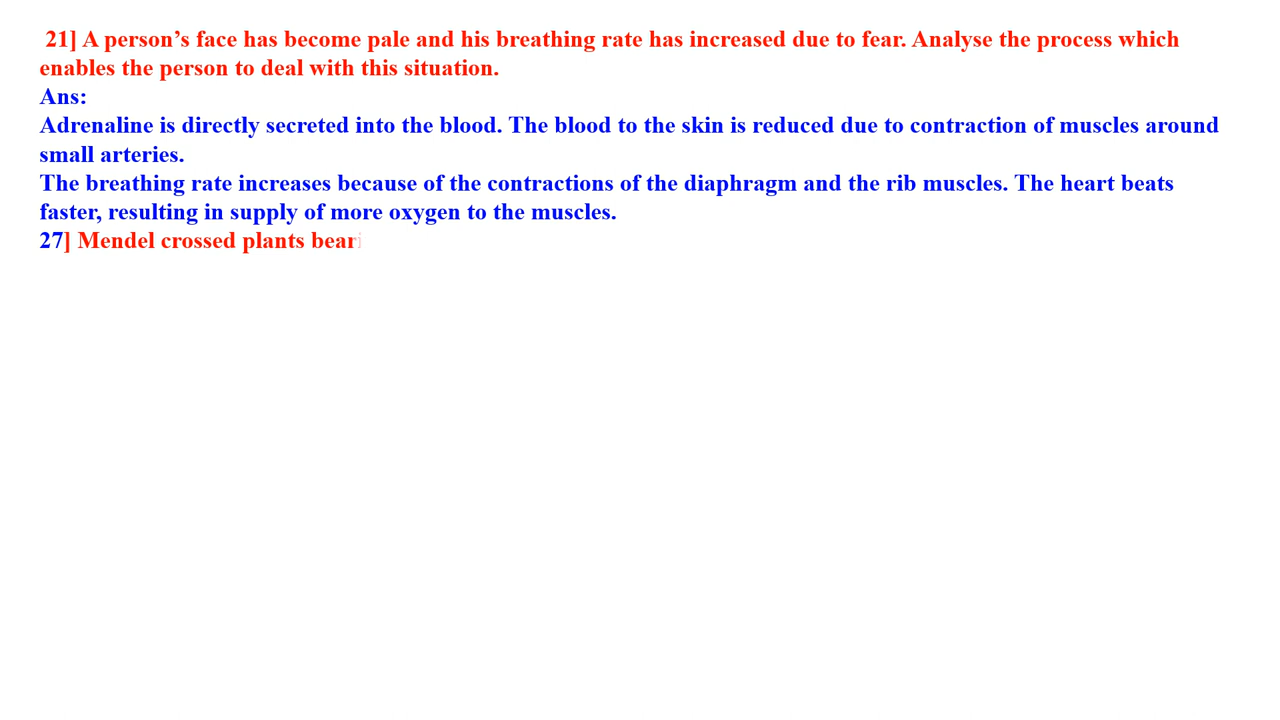 21] A person’s face has become pale and his breathing rate has increased due to fear. Analyse the process which
enables the person to deal with this situation.
Ans:
Adrenaline is directly secreted into the blood. The blood to the skin is reduced due to contraction of muscles around
small arteries.
The breathing rate increases because of the contractions of the diaphragm and the rib muscles. The heart beats
faster, resulting in supply of more oxygen to the muscles.
27] Mendel crossed plants beari